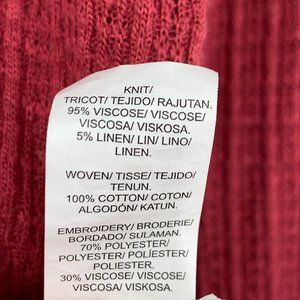 KNIT/
TRICOT/ TEJIDO/ RAJUTAN.
95% VISCOSE/ VISCOSE/
VISCOSA/ VISKOSA.
5% LINEN/ LIN/ LINO/
LINEN.
WOVEN/ TISSE/ TEJIDO/
TENUN.
100% COTTON/ COTON/
ALGODÓN/ KATUN.
EMBROIDERY/ BRODERIE/
BORDADO/ SULAMAN.
70% POLYESTER/
POLYESTER/ POLIÉSTER/
POLIESTER.
30% VISCOSE/ VISCOSE/
VISCOSA/ VISKOSA.